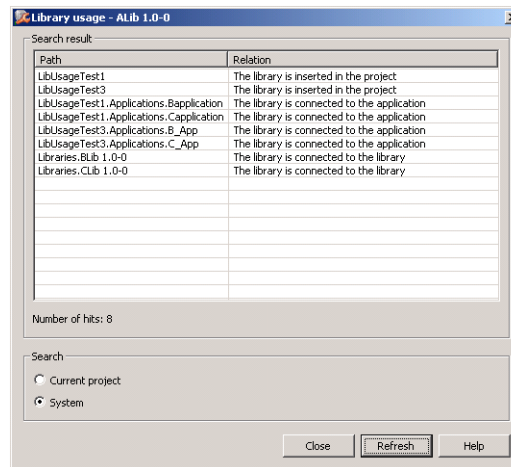 Library usage - ALib 1.0-0
Search result
Path Relation
LibUsageTest1 The library is inserted in the project
LibUsageTest3 The library is inserted in the project
LibUsageTest1.Applications.Bapplication The library is connected to the application
LibUsageTest1.Applications.Capplication The library is connected to the application
LibUsageTest3.Applications.B_App The library is connected to the application
LibUsageTest3.Applications.C_App The library is connected to the application
Libraries.BLib 1.0-0 The library is connected to the library
Libraries.CLib 1.0-0 The library is connected to the library
Number of hits: 8
Search
Current project
System
Close Refresh Help